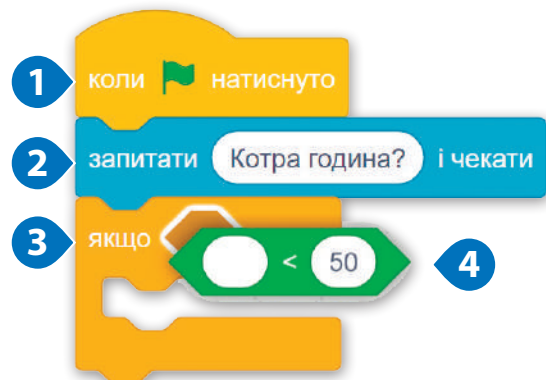 1 коли натиснуто
2 запитати Котра година? і чекати
3 якщо < 50 4